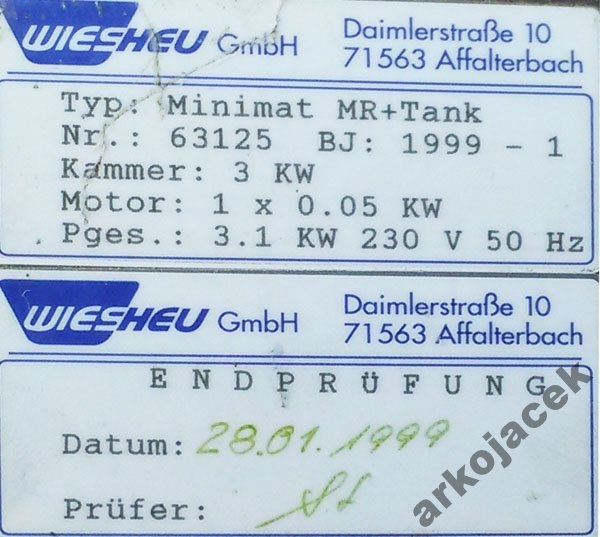 WIESHEU GmbH
Daimlerstraße 10
71563 Affalterbach
Typ: Minimat MR+Tank
Nr.: 63125 BJ: 1999 - 1
Kammer: 3 KW
Motor: 1 x 0.05 KW
Pges.: 3.1 KW 230 V 50 Hz
WIESHEU GmbH
Daimlerstraße 10
71563 Affalterbach
ENDPRÜFUNG
Datum: 28.01.1999
Prüfer:
arkojacek